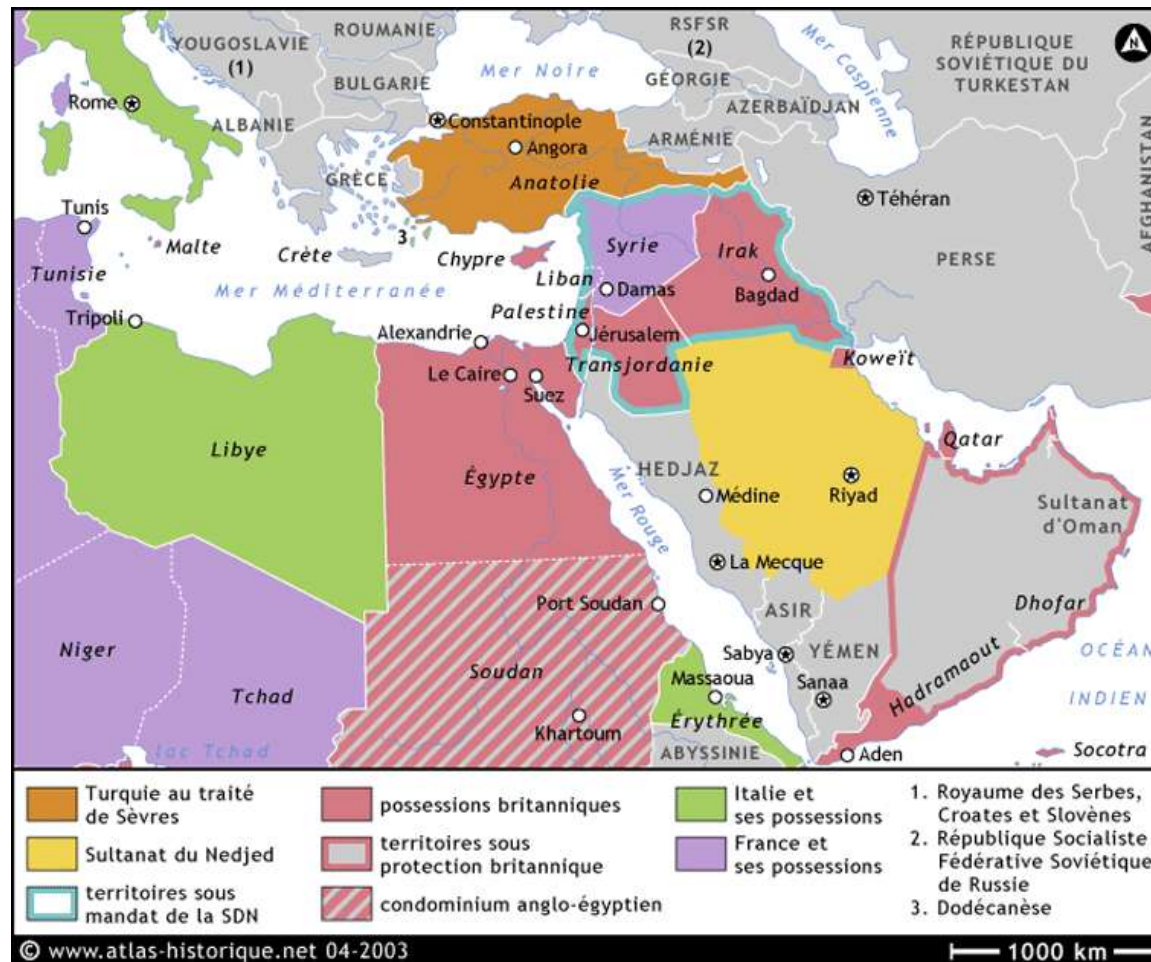 ROUMANIE
RSFSR
(2)
YOUGOSLAVIE
(1)
Mer Noire
Mer Caspienne
RÉPUBLIQUE
SOVIÉTIQUE DU
TURKESTAN
N
BULGARIE
GÉORGIE
Rome
ALBANIE
Constantinople
AZERBAÏDJAN
ARMÉNIE
Angora
GRÈCE
Anatolie
AFGHANISTAN
Téhéran
Tunis
3
Malte
Crète
Chypre
Syrie
Irak
Tunisie
Liban
PERSE
Mer Méditerranée
Damas
Bagdad
Palestine
Tripoli
Alexandrie
Jérusalem
Koweït
Transjordanie
Le Caire
Suez
Qatar
Libye
HEDJAZ
Égypte
Riyad
Médine
Sultanat
d'Oman
Mer Rouge
La Mecque
Port Soudan
ASIR
Dhofar
Niger
Sabya
YÉMEN
OCÉAN
Soudan
Massaoua
Sanaa
Hadramaout
Tchad
INDIEN
Érythrée
Khartoum
lac Tchad
ABYSSINIE
Aden
Socotra
Turquie au traité
de Sèvres
Sultanat du Nedjed
territoires sous
mandat de la SDN
possessions britanniques
territoires sous
protection britannique
condominium anglo-égyptien
Italie et
ses possessions
France et
ses possessions
1. Royaume des Serbes,
Croates et Slovènes
2. République Socialiste
Fédérative Soviétique
de Russie
3. Dodécanèse
© www.atlas-historique.net 04-2003
1000 km